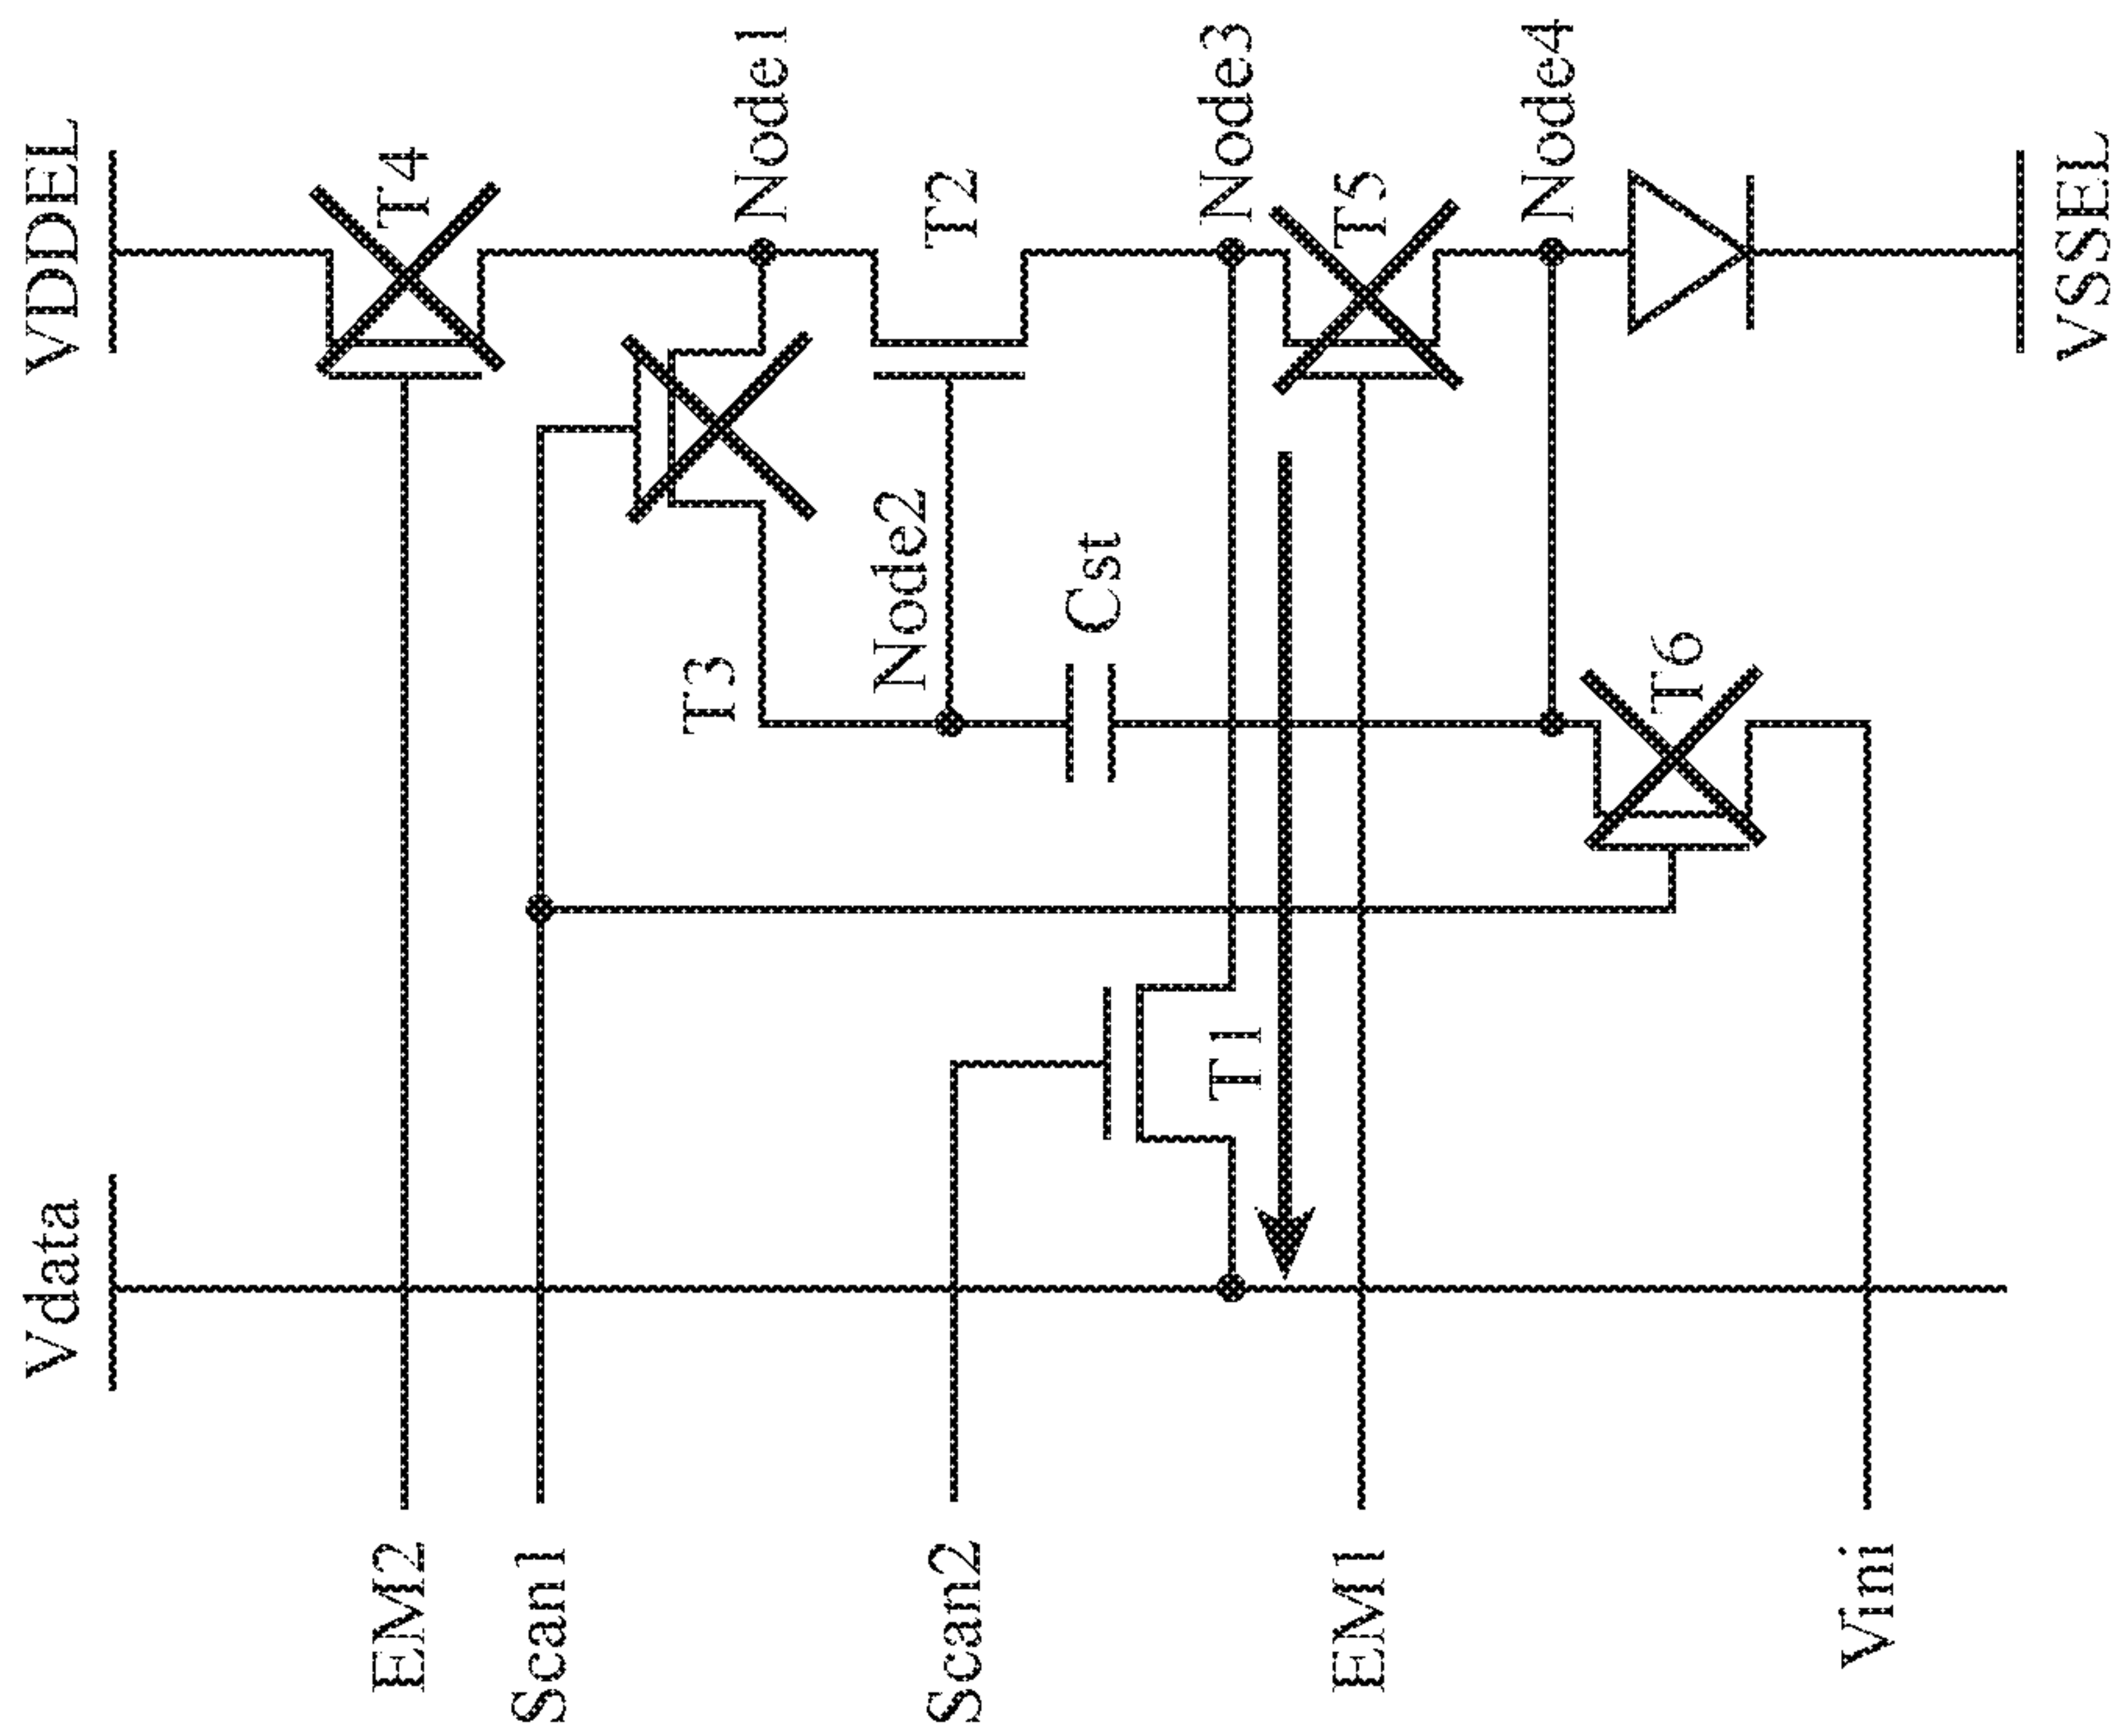 VDDEL
T4
Node1
T2
Node3
T5
Node4
VSSEL
Node2
Cst
T3
T6
T1
Vdata
EM2
Scan1
Scan2
EM1
Vini